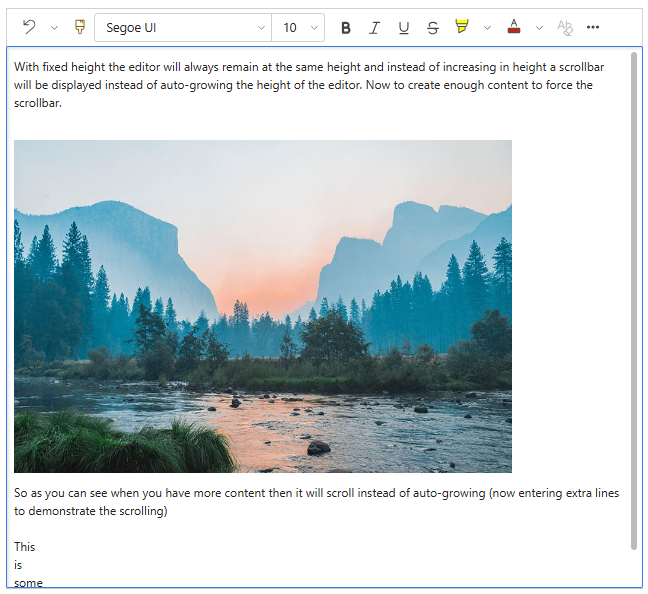 Segoe UI
10
B I U S
A
Ab
With fixed height the editor will always remain at the same height and instead of increasing in height a scrollbar
will be displayed instead of auto-growing the height of the editor. Now to create enough content to force the
scrollbar.
So as you can see when you have more content then it will scroll instead of auto-growing (now entering extra lines
to demonstrate the scrolling)
This
is
some